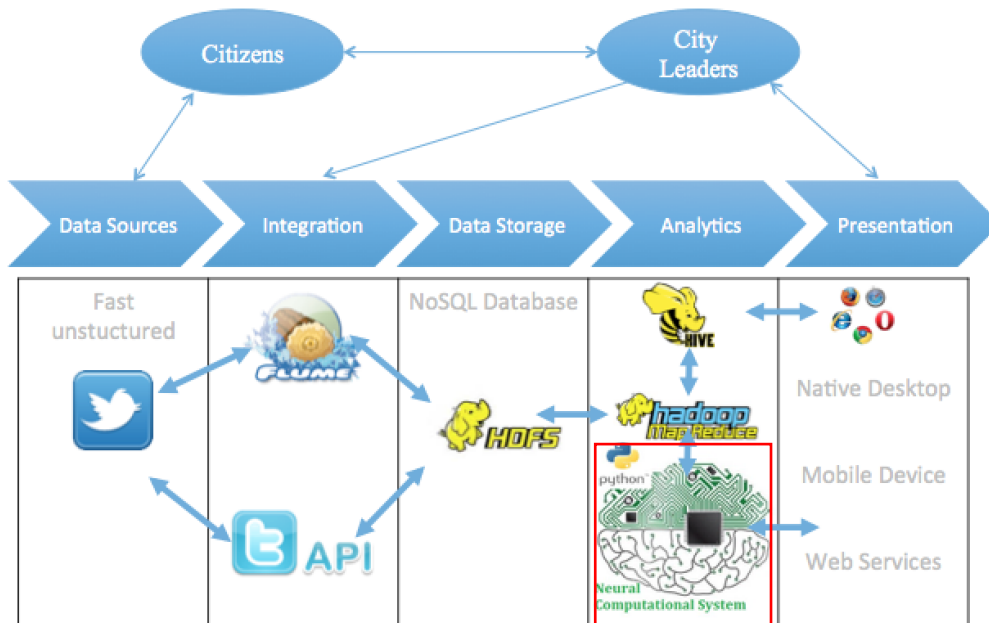 Citizens
City
Leaders
Data Sources
Integration
Data Storage
Analytics
Presentation
Fast
unstuctured
FLUME
NoSQL Database
HDFS
HIVE
hadoop
Map Reduce
python
Native Desktop
Mobile Device
API
Neural
Computational System
Web Services